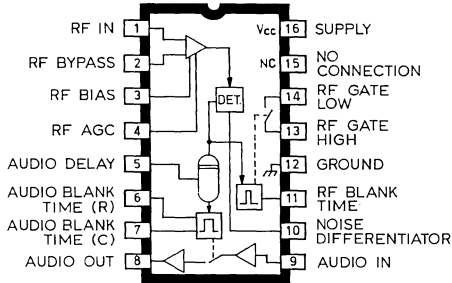 RF IN 1
RF BYPASS 2
RF BIAS 3
RF AGC 4
AUDIO DELAY 5
AUDIO BLANK
TIME (R) 6
AUDIO BLANK
TIME (C) 7
AUDIO OUT 8
DET.
Vcc 16 SUPPLY
NC 15 NO
CONNECTION
14 RF GATE
LOW
13 RF GATE
HIGH
12 GROUND
11 RF BLANK
TIME
10 NOISE
DIFFERENTIATOR
9 AUDIO IN